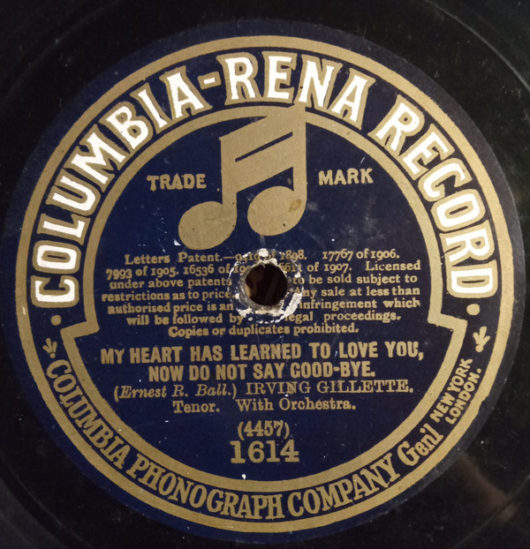 COLUMBIA-RENA RECORD
TRADE MARK
Letters Patent.— 1898. 17767 of 1906.
7993 of 1905. 16536 of of 1907. Licensed
under above patents to be sold subject to
restrictions as to price Any sale at less than
authorised price is an infringement which
will be followed by legal proceedings.
Copies or duplicates prohibited.
MY HEART HAS LEARNED TO LOVE YOU,
NOW DO NOT SAY GOOD-BYE.
(Ernest R. Ball.) IRVING GILLETTE.
Tenor. With Orchestra.
(4457)
1614
COLUMBIA PHONOGRAPH COMPANY Genl
NEW YORK
LONDON.